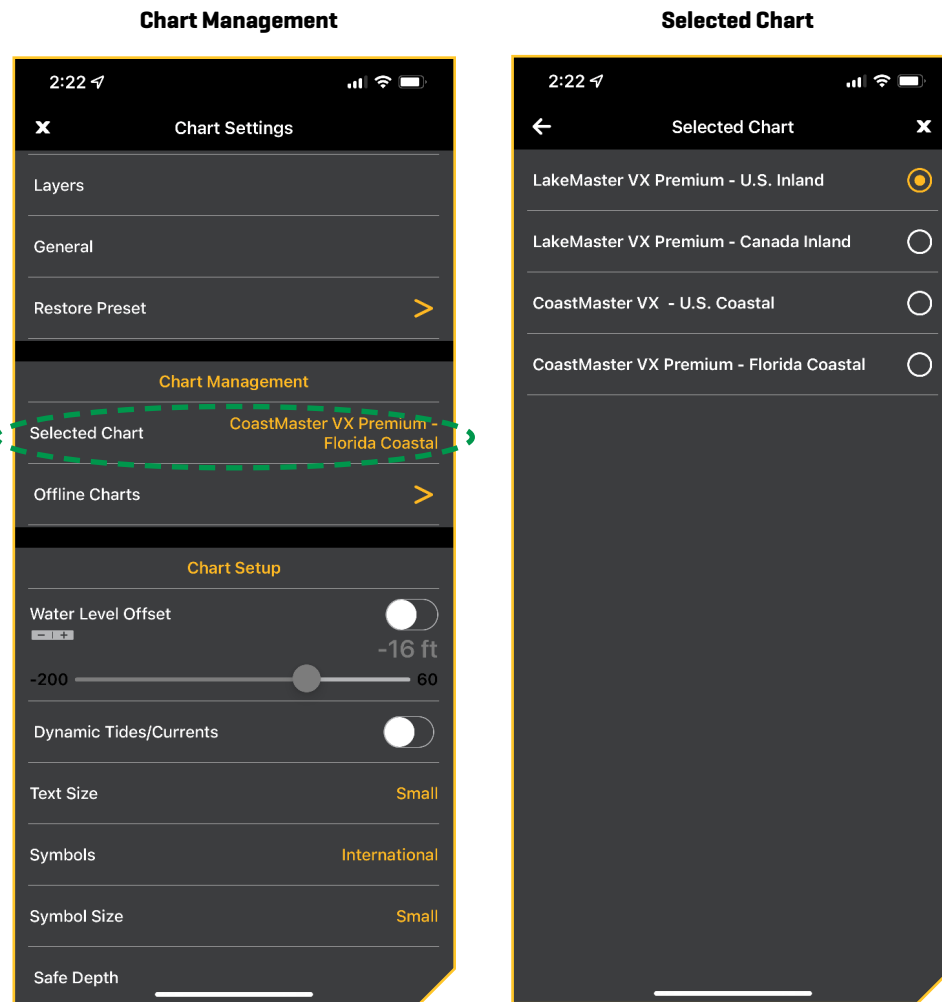 Chart Management
2:22
Chart Settings
Layers
General
Restore Preset
Chart Management
Selected Chart
CoastMaster VX Premium -
Florida Coastal
Offline Charts
Chart Setup
Water Level Offset
-16 ft
-200
60
Dynamic Tides/Currents
Text Size
Small
Symbols
International
Symbol Size
Small
Safe Depth
Selected Chart
2:22
Selected Chart
LakeMaster VX Premium - U.S. Inland
LakeMaster VX Premium - Canada Inland
CoastMaster VX  - U.S. Coastal
CoastMaster VX Premium - Florida Coastal